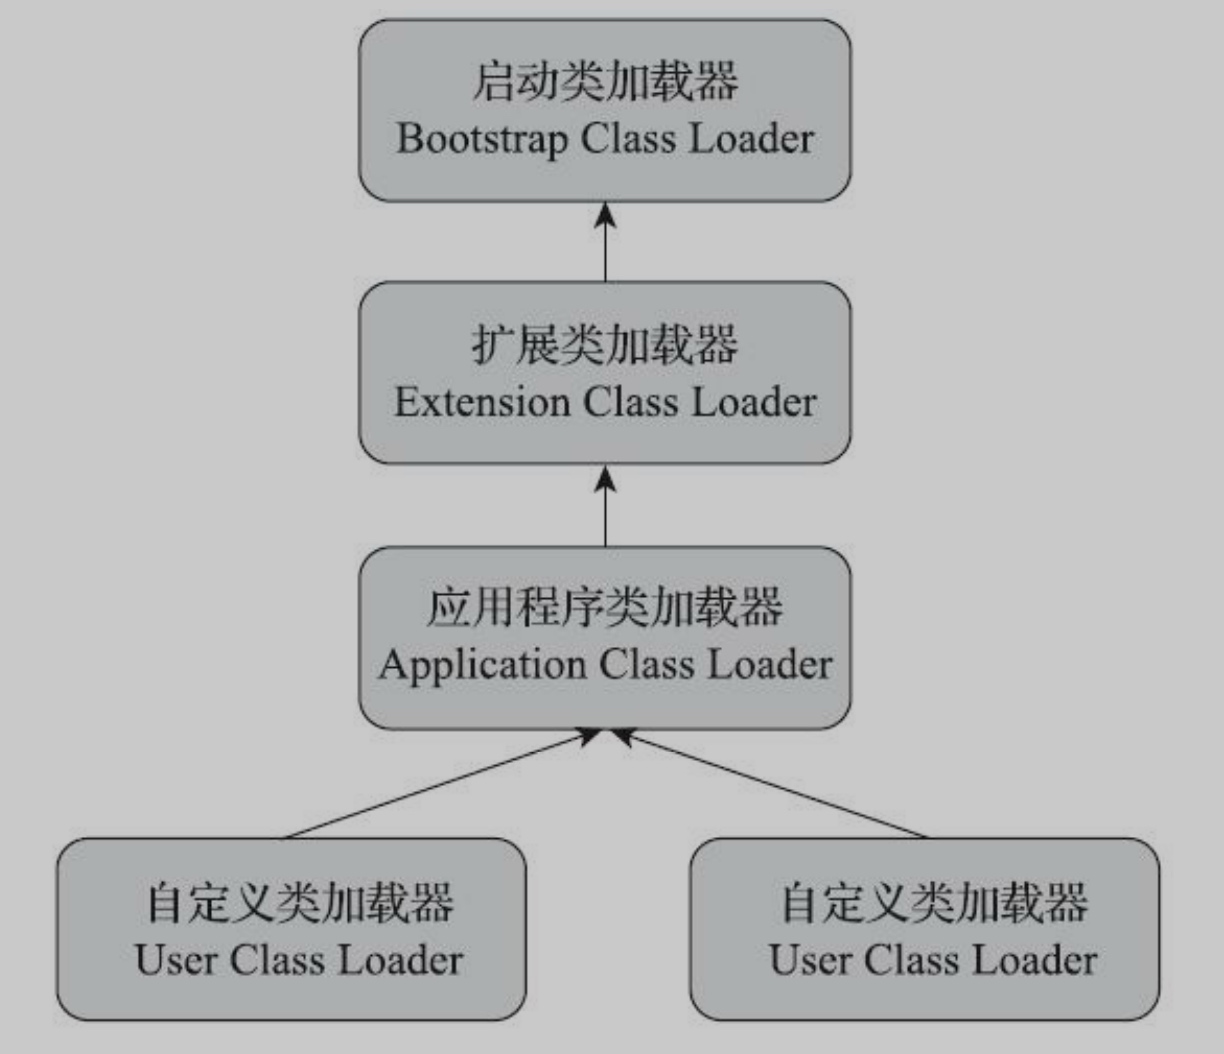 启动类加载器
Bootstrap Class Loader
扩展类加载器
Extension Class Loader
应用程序类加载器
Application Class Loader
自定义类加载器
User Class Loader
自定义类加载器
User Class Loader